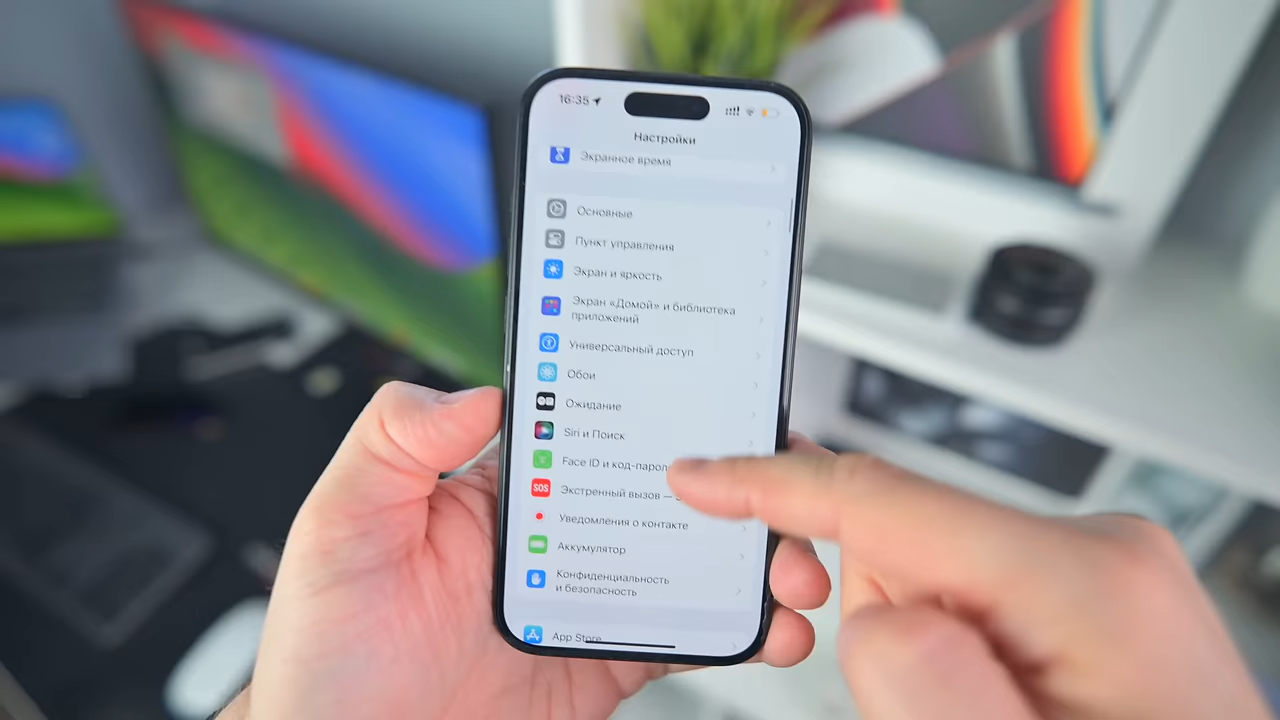 16:35
Настройки
Экранное время
Основные
Пункт управления
Экран и яркость
Экран «Домой» и библиотека
приложений
Универсальный доступ
Обои
Ожидание
Siri и Поиск
Face ID и код-пароль
SOS Экстренный вызов —
Уведомления о контакте
Аккумулятор
Конфиденциальность
и безопасность
App Store